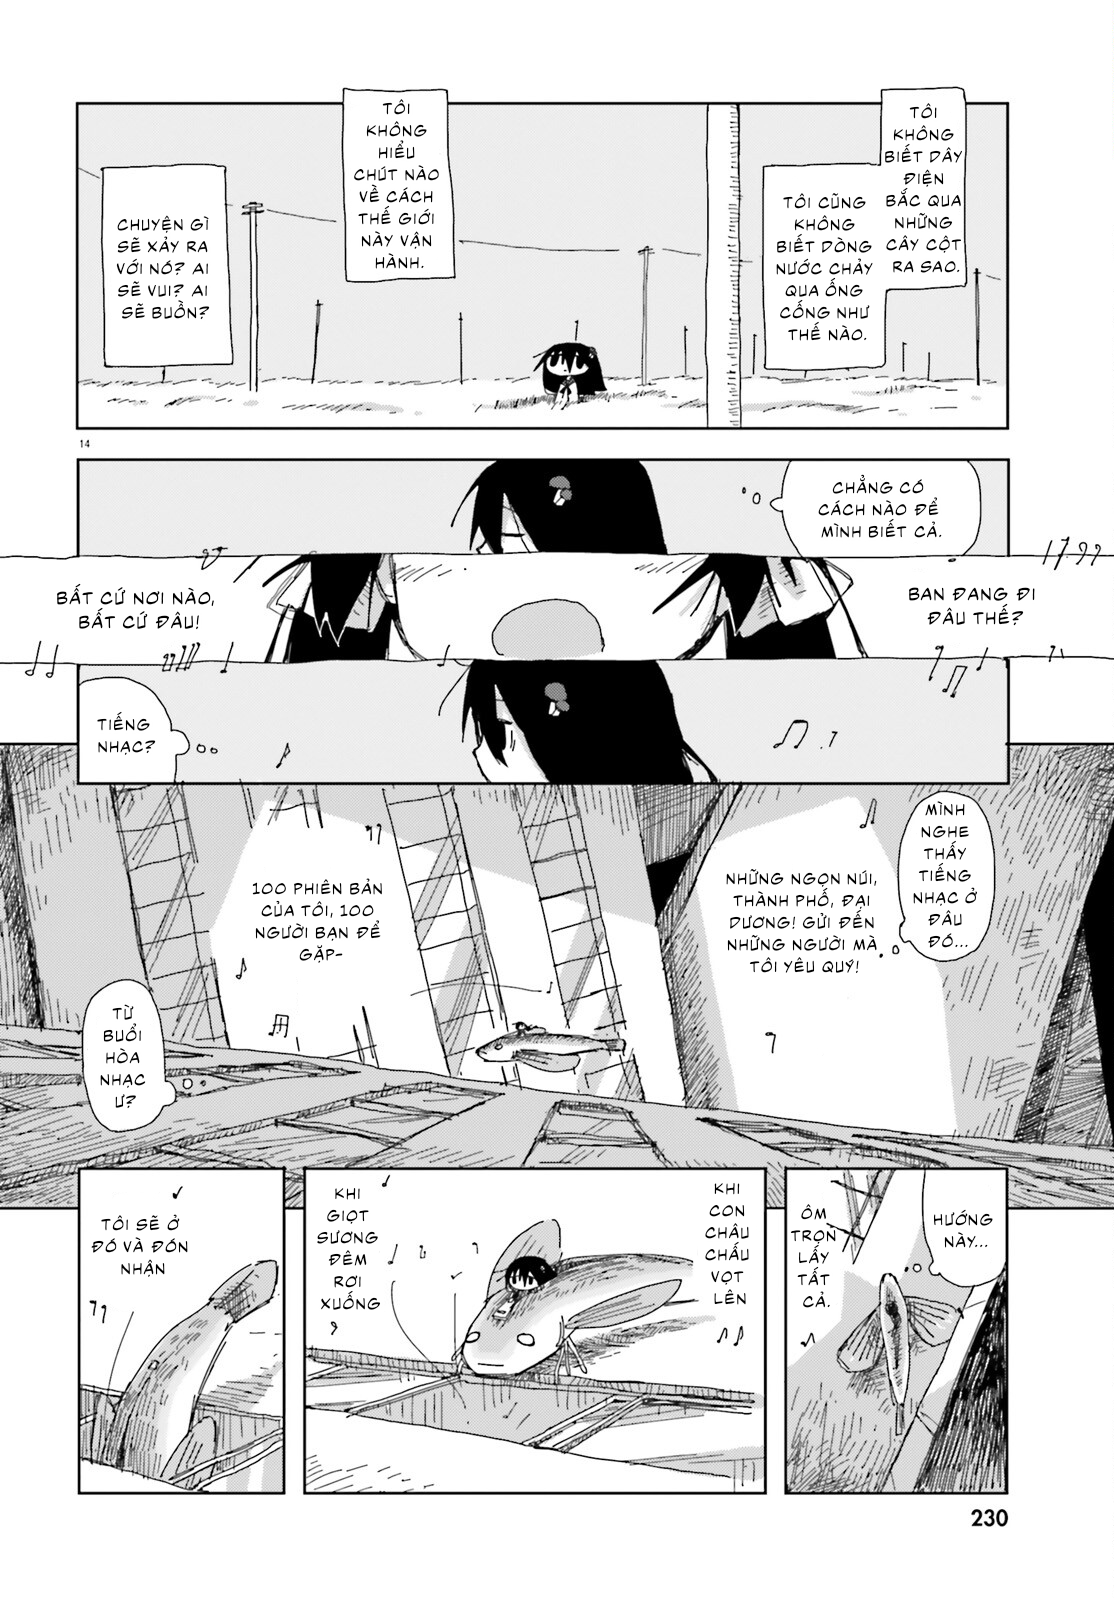 TÔI
KHÔNG
BIẾT DÂY
ĐIỆN
BẮC QUA
NHỮNG
CÂY CỘT
RA SAO.
TÔI CŨNG
KHÔNG
BIẾT DÒNG
NƯỚC CHẢY
QUA ỐNG
CỐNG NHƯ
THẾ NÀO.
TÔI
KHÔNG
HIỂU
CHÚT NÀO
VỀ CÁCH
THẾ GIỚI
NÀY VẬN
HÀNH.
CHUYỆN GÌ
SẼ XẢY RA
VỚI NÓ? AI
SẼ VUI? AI
SẼ BUỒN?
14
CHẲNG CÓ
CÁCH NÀO ĐỂ
MÌNH BIẾT CẢ.
BAN ĐANG ĐI
ĐÂU THẾ?
BẤT CỨ NƠI NÀO,
BẤT CỨ ĐÂU!
TIẾNG
NHẠC?
MÌNH
NGHE
THẤY
TIẾNG
NHẠC Ở
ĐÂU
ĐÓ...
NHỮNG NGỌN NÚI,
THÀNH PHỐ, ĐẠI
DƯƠNG! GỬI ĐẾN
NHỮNG NGƯỜI MÀ
TÔI YÊU QUÝ!
100 PHIÊN BẢN
CỦA TÔI, 100
NGƯỜI BẠN ĐỂ
GẶP-
TỪ
BUỔI
HÒA
NHẠC
Ư?
HƯỚNG
NÀY...
ÔM
TRỌN
LẤY
TẤT
CẢ.
KHI
CON
CHÂU
CHẤU
VỌT
LÊN
KHI
GIỌT
SƯƠNG
ĐÊM
RƠI
XUỐNG
TÔI SẼ Ở
ĐÓ VÀ ĐÓN
NHẬN
230